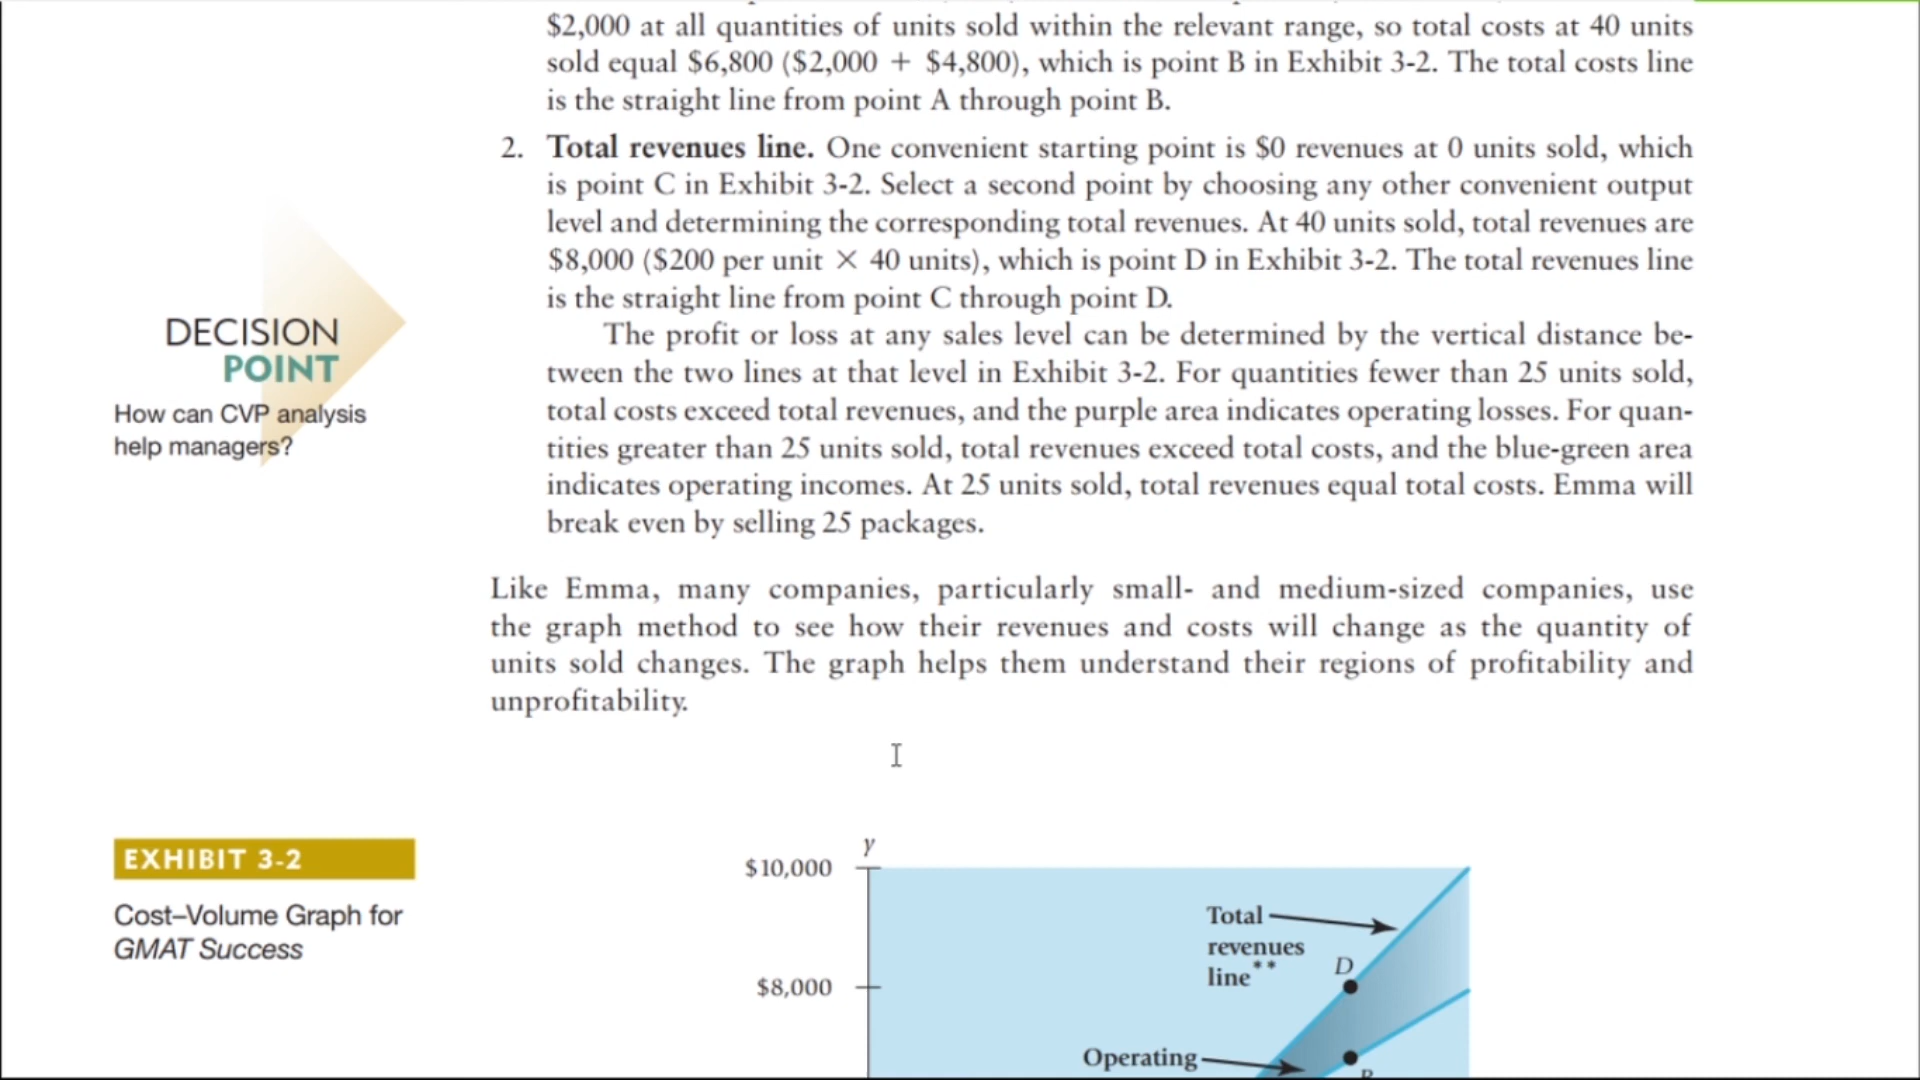 $2,000 at all quantities of units sold within the relevant range, so total costs at 40 units
sold equal $6,800 ($2,000 + $4,800), which is point B in Exhibit 3-2. The total costs line
is the straight line from point A through point B.
2. Total revenues line. One convenient starting point is $0 revenues at 0 units sold, which
is point C in Exhibit 3-2. Select a second point by choosing any other convenient output
level and determining the corresponding total revenues. At 40 units sold, total revenues are
$8,000 ($200 per unit × 40 units), which is point D in Exhibit 3-2. The total revenues line
is the straight line from point C through point D.
The profit or loss at any sales level can be determined by the vertical distance be-
tween the two lines at that level in Exhibit 3-2. For quantities fewer than 25 units sold,
total costs exceed total revenues, and the purple area indicates operating losses. For quan-
tities greater than 25 units sold, total revenues exceed total costs, and the blue-green area
indicates operating incomes. At 25 units sold, total revenues equal total costs. Emma will
break even by selling 25 packages.
DECISION
POINT
How can CVP analysis
help managers?
Like Emma, many companies, particularly small- and medium-sized companies, use
the graph method to see how their revenues and costs will change as the quantity of
units sold changes. The graph helps them understand their regions of profitability and
unprofitability.
EXHIBIT 3-2
Cost–Volume Graph for
GMAT Success
y
$10,000
Total
revenues
line**
D
$8,000
Operating